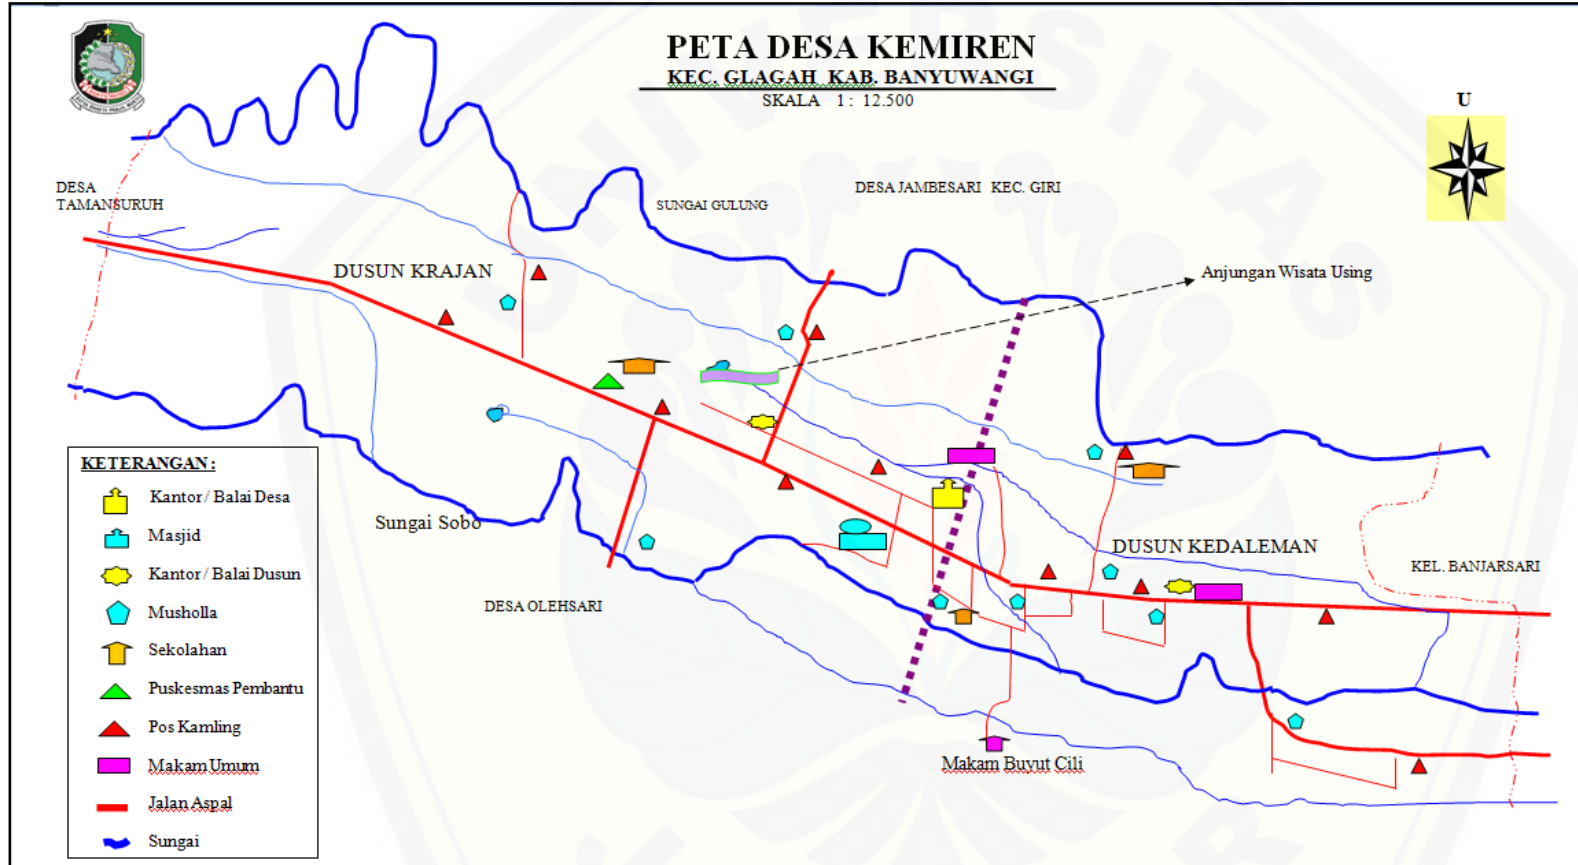 PETA DESA KEMIREN
KEC. GLAGAH KAB. BANYUWANGI
SKALA 1 : 12.500
U
DESA
TAMANSURUH
SUNGAI GULUNG
DESA JAMBESARI KEC. GIRI
DUSUN KRAJAN
Anjungan Wisata Using
KETERANGAN :
Kantor / Balai Desa
Masjid
Kantor / Balai Dusun
Musholla
Sekolahan
Puskesmas Pembantu
Pos Kamling
Makam Umum
Jalan Aspal
Sungai
Sungai Sobo
DESA OLEHSARI
DUSUN KEDALEMAN
KEL. BANJARSARI
Makam Buyut Cili
UNIVERSITAS